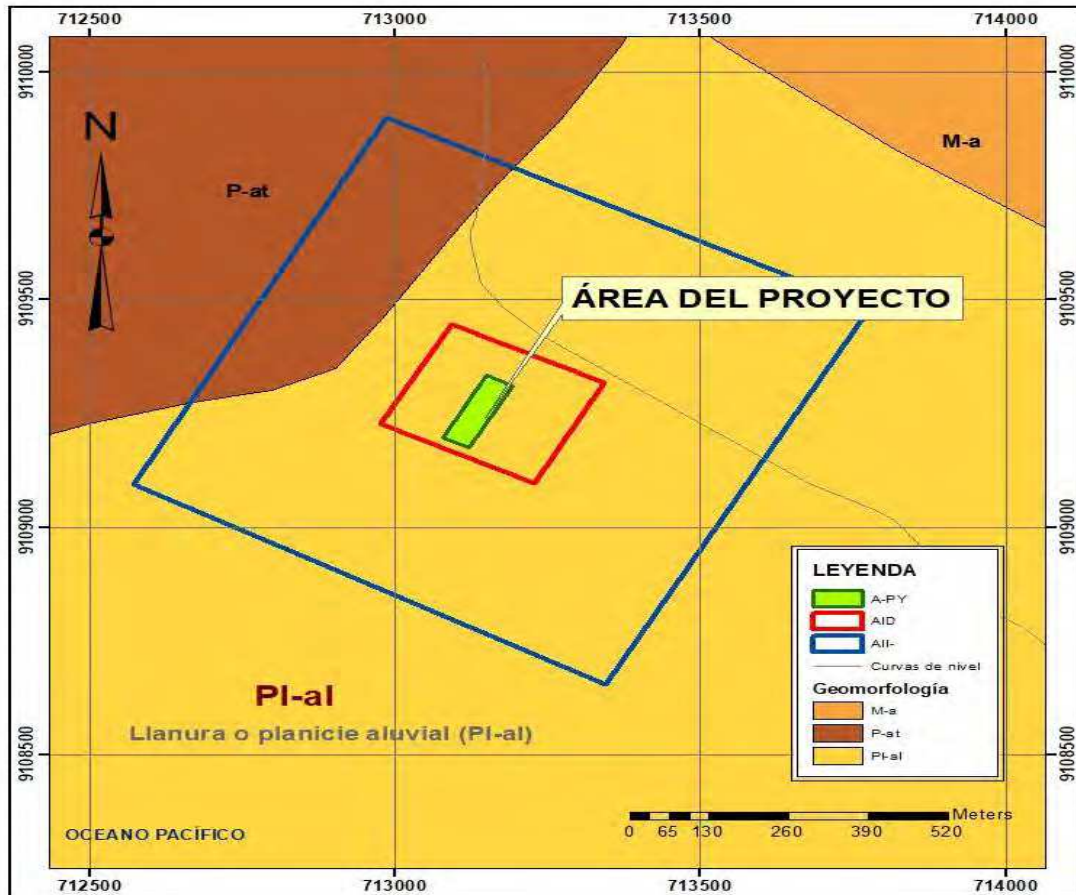 712500 713000 713500 714000
9110000
9110000
M-a
P-at
N
9109500
9109500
ÁREA DEL PROYECTO
9109000
9109000
LEYENDA
A-PY
AID
AII-
Curvas de nivel
Geomorfología
M-a
P-at
Pl-al
Pl-al
Llanura o planicie aluvial (Pl-al)
9108500
9108500
OCEANO PACÍFICO
Meters
0 65 130 260 390 520
712500 713000 713500 714000